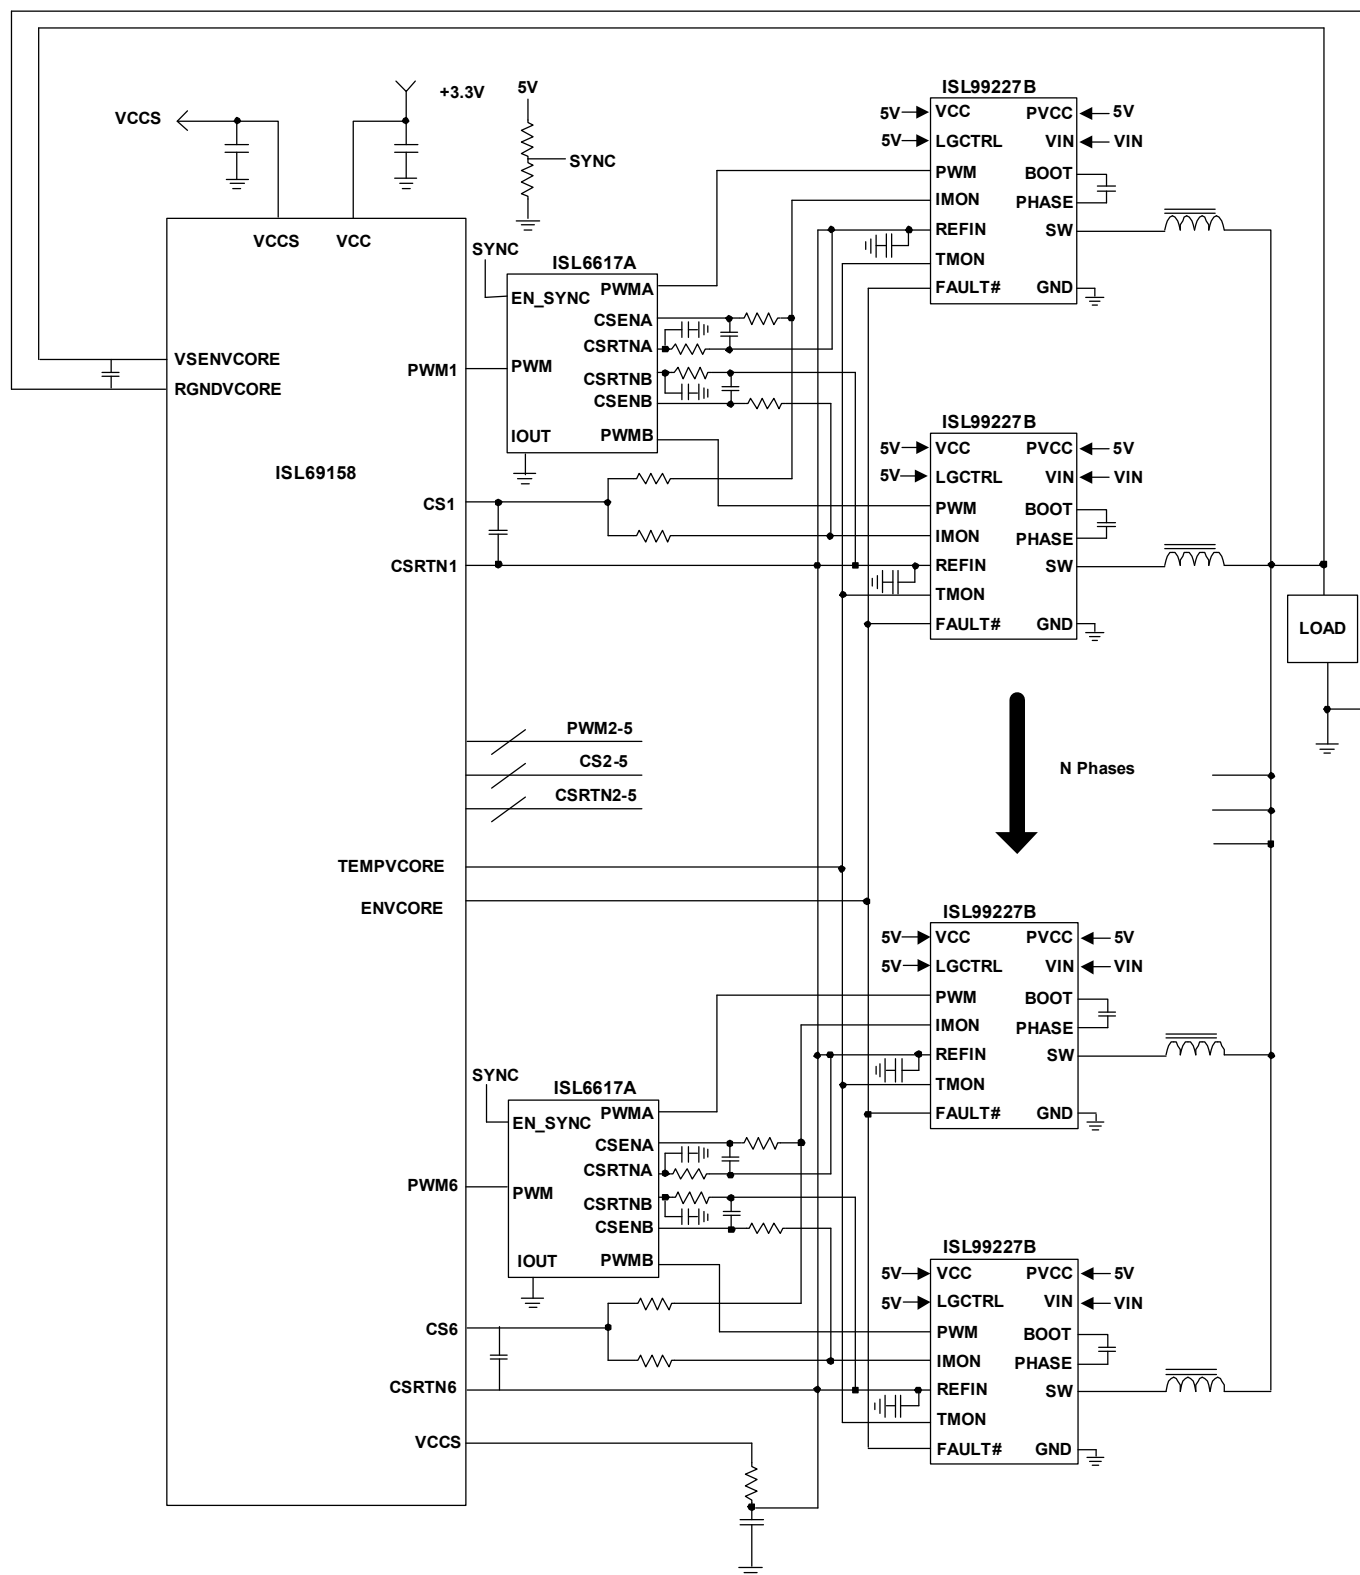 +3.3V
VCCS
5V
SYNC
VCCS
VCC
VSENVCORE
RGNDVCORE
ISL69158
PWM1
CS1
CSRTN1
PWM2-5
CS2-5
CSRTN2-5
TEMPVCORE
ENVCORE
PWM6
CS6
CSRTN6
VCCS
SYNC
ISL6617A
EN_SYNC
PWMA
CSENA
CSRTNA
PWM
CSRTNB
CSENB
IOUT
PWMB
ISL99227B
5V
VCC
PVCC
5V
5V
LGCTRL
VIN
VIN
PWM
BOOT
IMON
PHASE
REFIN
SW
TMON
FAULT#
GND
ISL99227B
5V
VCC
PVCC
5V
5V
LGCTRL
VIN
VIN
PWM
BOOT
IMON
PHASE
REFIN
SW
TMON
FAULT#
GND
LOAD
N Phases
SYNC
ISL6617A
EN_SYNC
PWMA
CSENA
CSRTNA
PWM
CSRTNB
CSENB
IOUT
PWMB
ISL99227B
5V
VCC
PVCC
5V
5V
LGCTRL
VIN
VIN
PWM
BOOT
IMON
PHASE
REFIN
SW
TMON
FAULT#
GND
ISL99227B
5V
VCC
PVCC
5V
5V
LGCTRL
VIN
VIN
PWM
BOOT
IMON
PHASE
REFIN
SW
TMON
FAULT#
GND